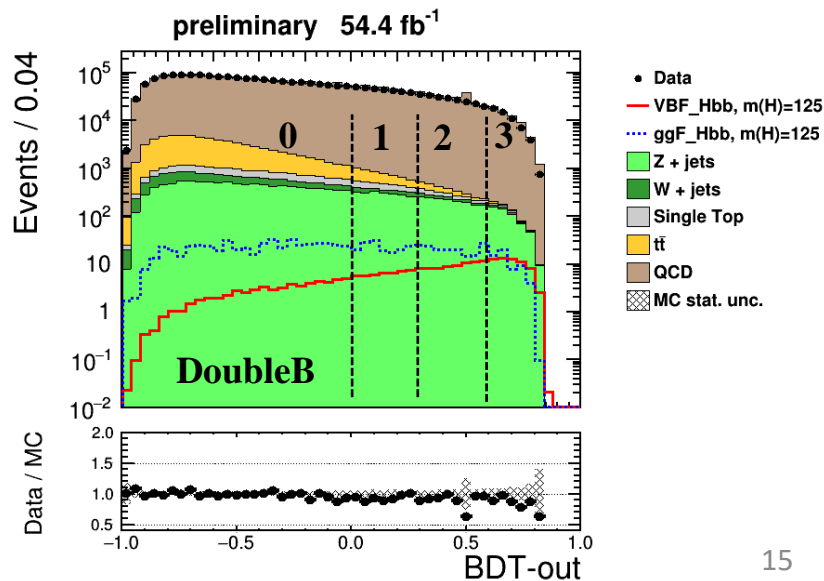 preliminary 54.4 fb⁻¹
Events / 0.04
10⁵
10⁴
10³
10²
10
1
10⁻¹
10⁻²
0 1 2 3
DoubleB
Data
VBF_Hbb, m(H)=125
ggF_Hbb, m(H)=125
Z + jets
W + jets
Single Top
tt̄
QCD
MC stat. unc.
Data / MC
2.0
1.5
1.0
0.5
−1.0 −0.5 0.0 0.5 1.0
BDT-out
15